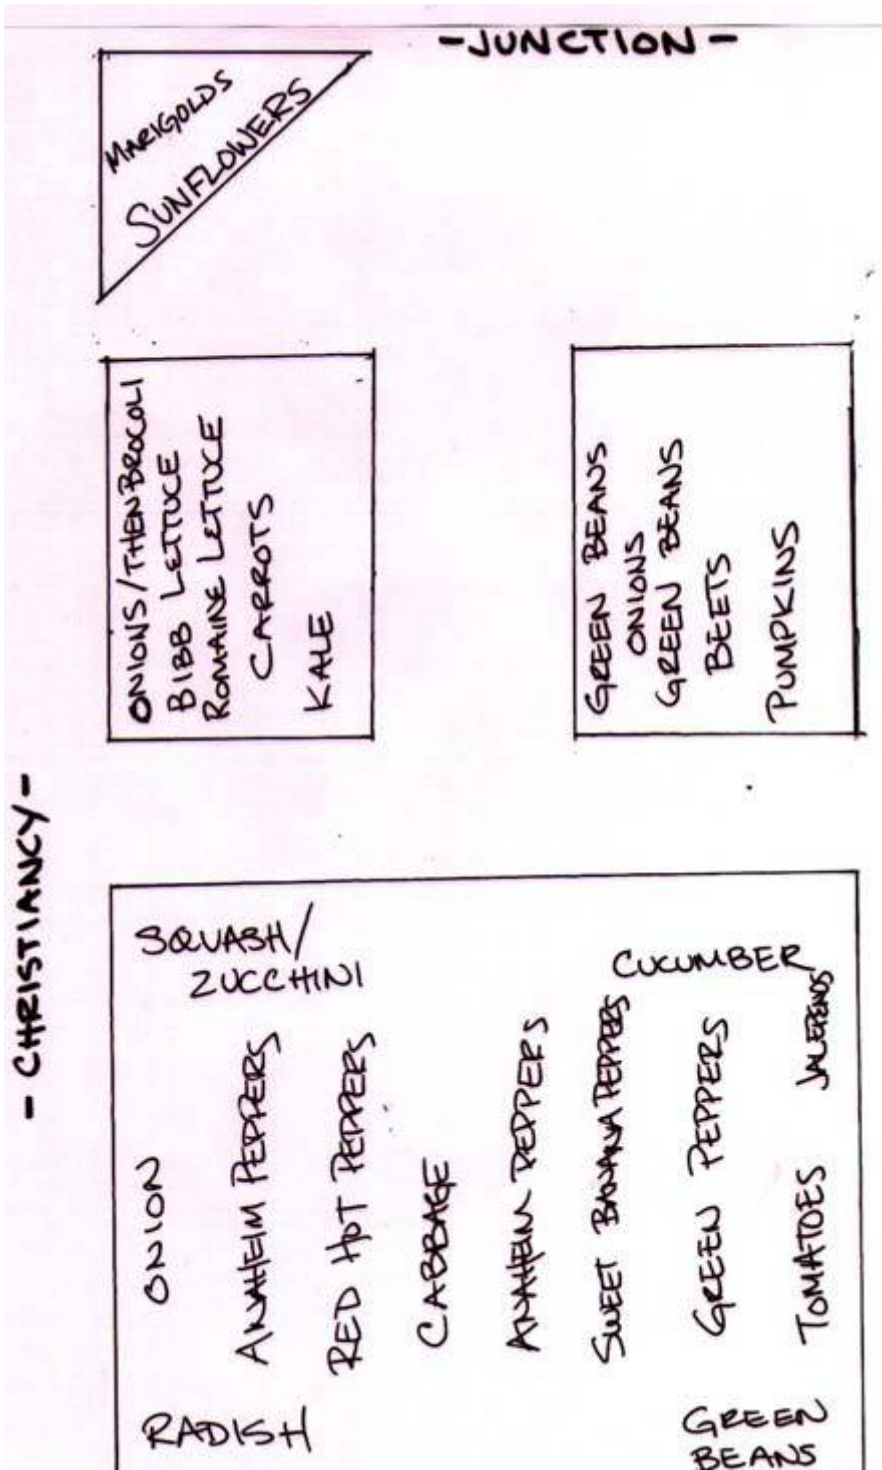 -JUNCTION-
MARIGOLDS
SUNFLOWERS
ONIONS/THEN BROCOLI
BIBB LETTUCE
ROMAINE LETTUCE
CARROTS
KALE
GREEN BEANS
ONIONS
GREEN BEANS
BEETS
PUMPKINS
- CHRISTIANCY -
SQUASH/
ZUCCHINI
CUCUMBER
ONION
ANAHEIM PEPPERS
RED HOT PEPPERS
CABBAGE
ANAHEIM PEPPERS
SWEET BANANA PEPPERS
GREEN PEPPERS
TOMATOES
JALEPENOS
RADISH
GREEN
BEANS